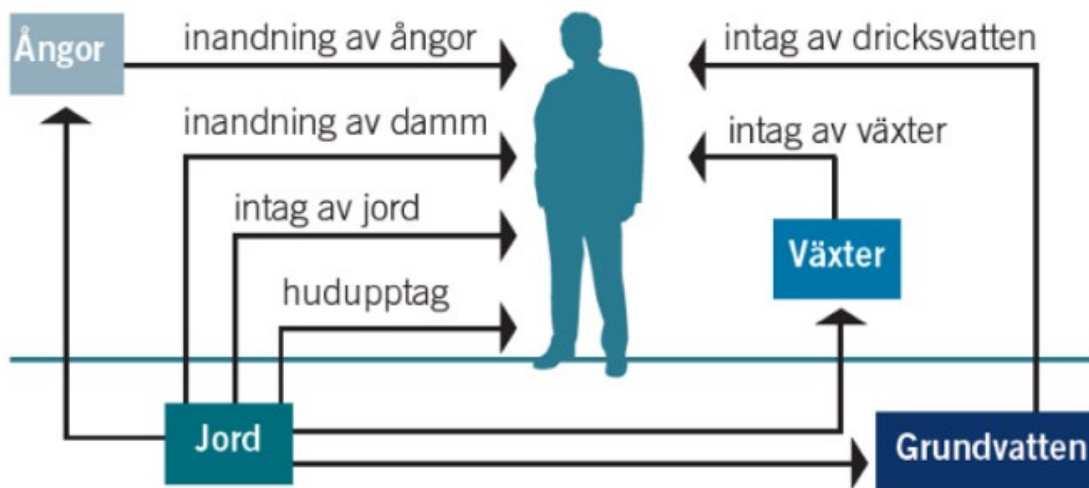 Ångor
inandning av ångor
intag av dricksvatten
inandning av damm
intag av växter
intag av jord
Växter
hudupptag
Jord
Grundvatten